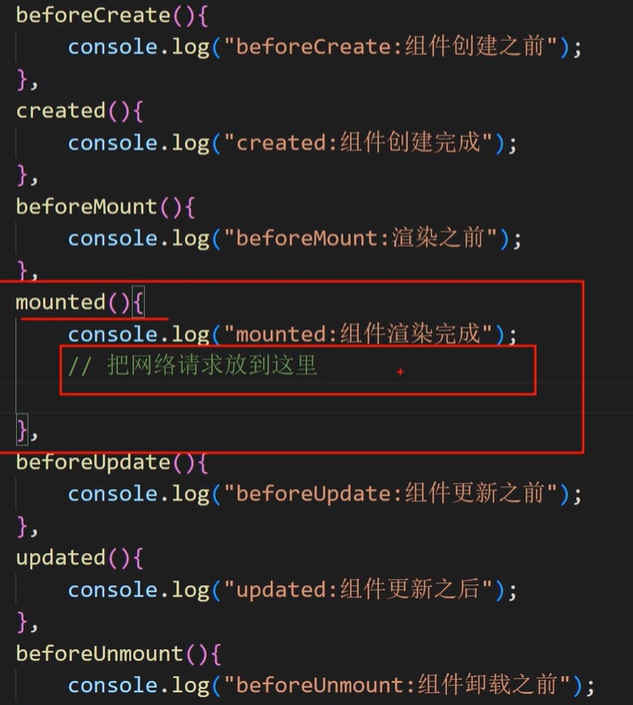 beforeCreate(){
console.log("beforeCreate:组件创建之前");
},
created(){
console.log("created:组件创建完成");
},
beforeMount(){
console.log("beforeMount:渲染之前");
},
mounted(){
console.log("mounted:组件渲染完成");
// 把网络请求放到这里
},
beforeUpdate(){
console.log("beforeUpdate:组件更新之前");
},
updated(){
console.log("updated:组件更新之后");
},
beforeUnmount(){
console.log("beforeUnmount:组件卸载之前");